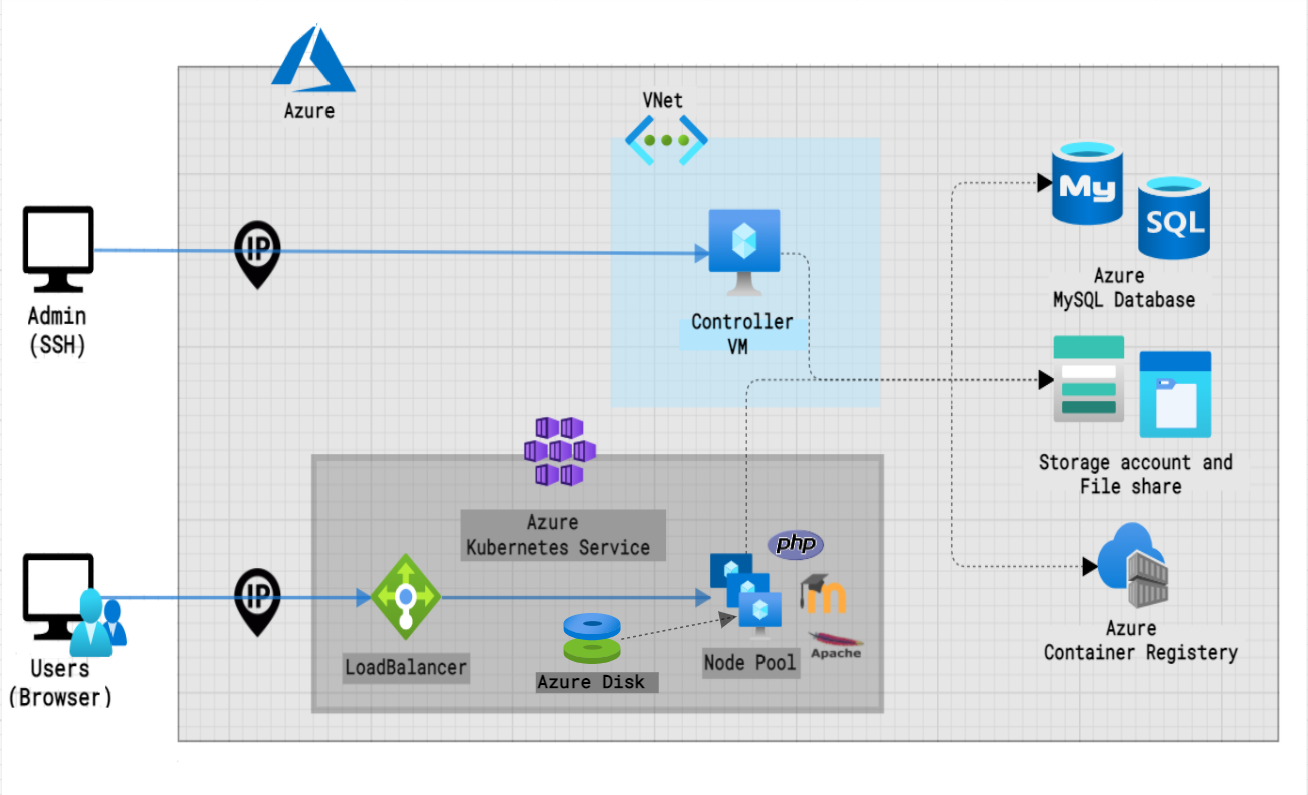 Azure
VNet
My
SQL
Azure
MySQL Database
IP
Admin
(SSH)
Controller
VM
Storage account and
File share
Azure
Kubernetes Service
php
m
Apache
IP
LoadBalancer
Azure Disk
Node Pool
Users
(Browser)
Azure
Container Registery